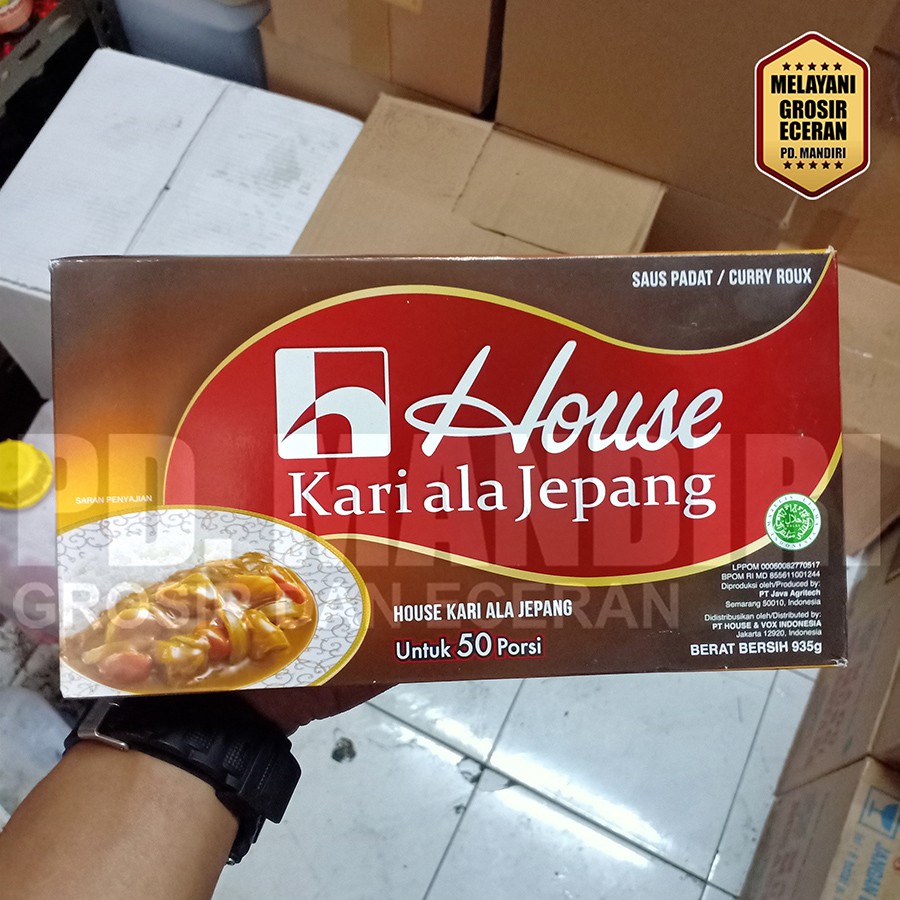 ★★★★★
MELAYANI
GROSIR
ECERAN
PD. MANDIRI
★★★★★
SAUS PADAT / CURRY ROUX
House
Kari ala Jepang
SARAN PENYAJIAN
PD. MANDIRI
GROSIR DAN ECERAN
HOUSE KARI ALA JEPANG
Untuk 50 Porsi
LPPOM 00060082770517
BPOM RI MD 855611001244
Diproduksi oleh/Produced by:
PT Java Agritech
Semarang 50010, Indonesia
Didistribusikan oleh/Distributed by:
PT HOUSE & VOX INDONESIA
Jakarta 12920, Indonesia
BERAT BERSIH 935g